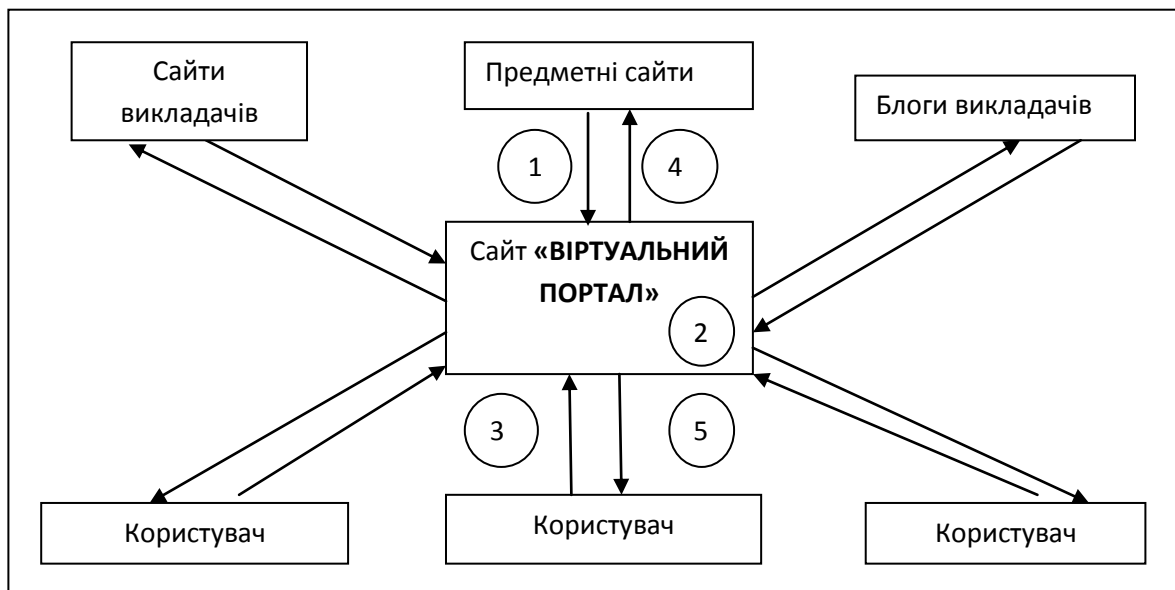 Сайти
викладачів
Предметні сайти
Блоги викладачів
1
4
Сайт «ВІРТУАЛЬНИЙ
ПОРТАЛ»
2
3
5
Користувач
Користувач
Користувач